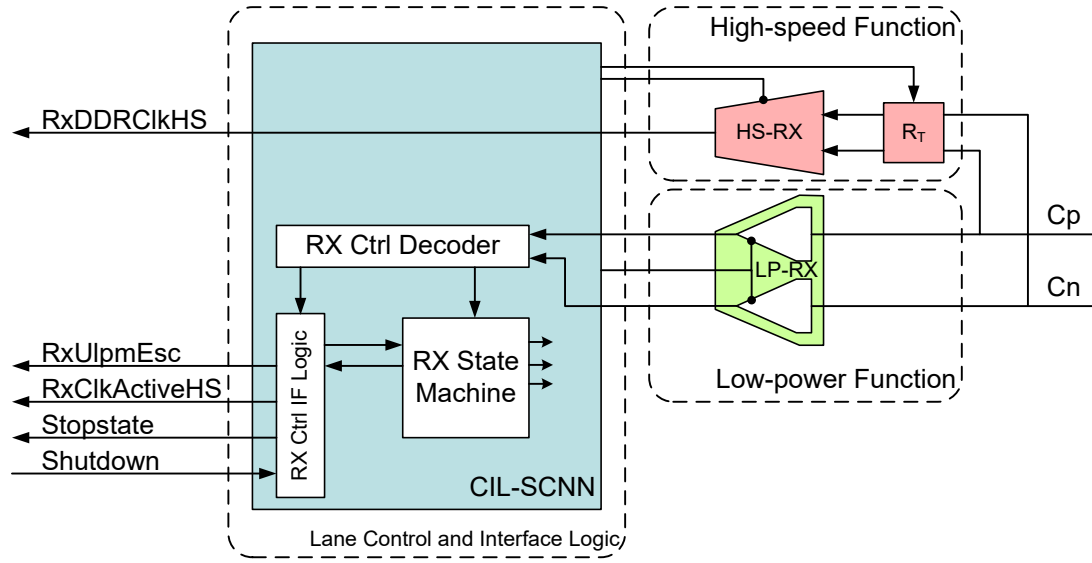 High-speed Function
RxDDRClkHS
HS-RX
RT
Cp
RX Ctrl Decoder
LP-RX
Cn
RxUlpmEsc
RxClkActiveHS
Stopstate
Shutdown
RX Ctrl IF Logic
RX State
Machine
Low-power Function
CIL-SCNN
Lane Control and Interface Logic